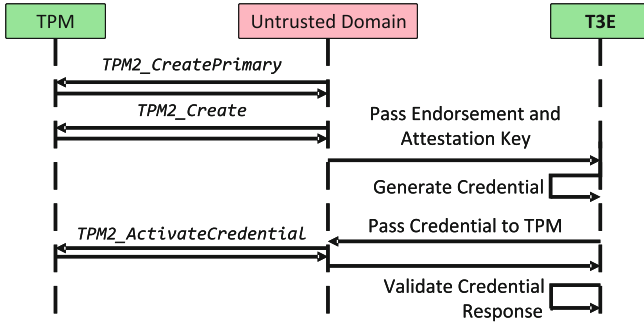 TPM
Untrusted Domain
T3E
TPM2_CreatePrimary
TPM2_Create
Pass Endorsement and
Attestation Key
Generate Credential
Pass Credential to TPM
TPM2_ActivateCredential
Validate Credential
Response